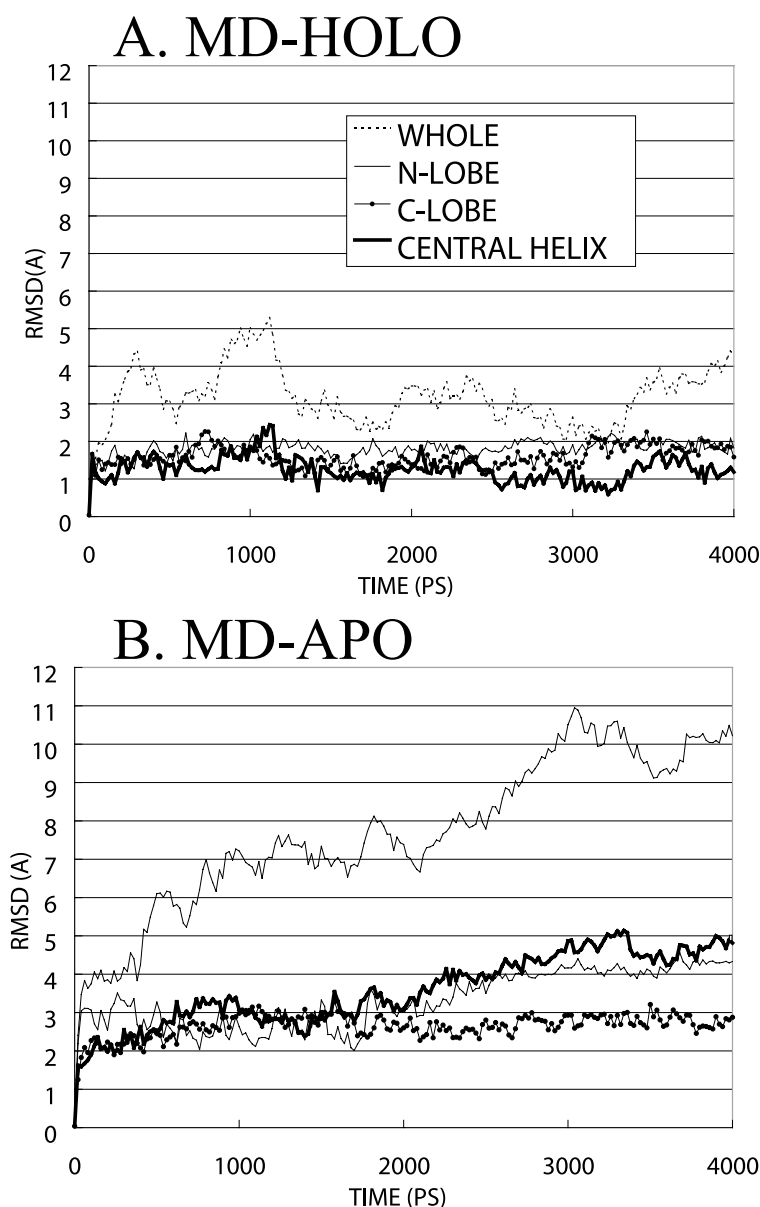 A. MD-HOLO
12
11
10
9
8
7
6
5
4
3
2
1
0
RMSD(A)
WHOLE
N-LOBE
C-LOBE
CENTRAL HELIX
0 1000 2000 3000 4000
TIME (PS)
B. MD-APO
12
11
10
9
8
7
6
5
4
3
2
1
0
RMSD (A)
0 1000 2000 3000 4000
TIME (PS)